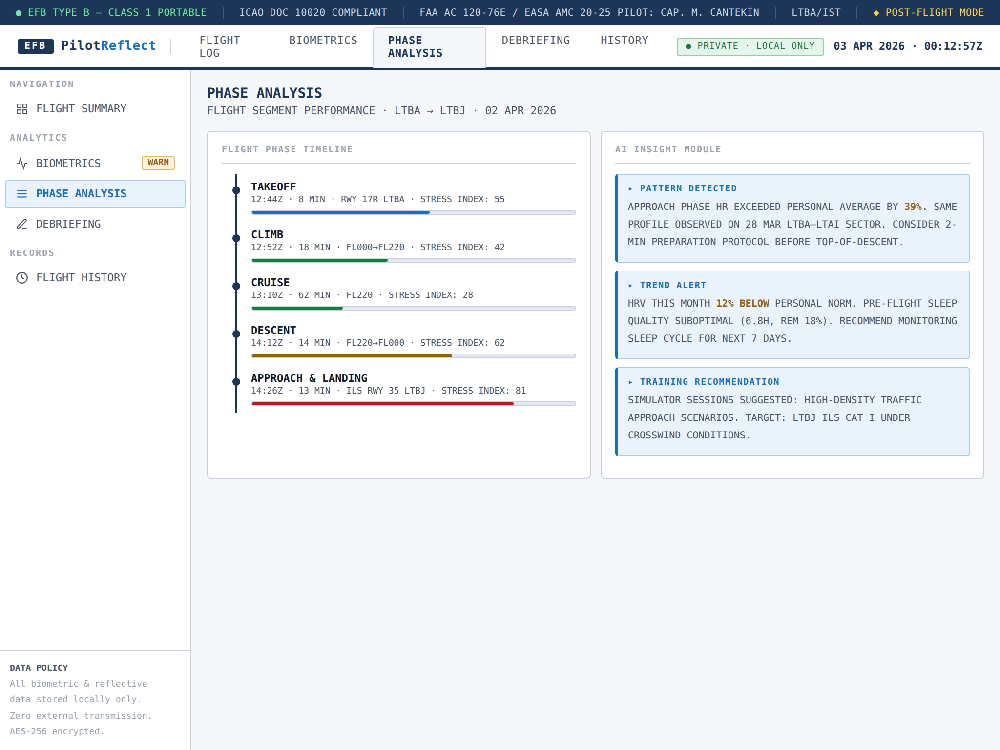 ● EFB TYPE B — CLASS 1 PORTABLE
ICAO DOC 10020 COMPLIANT
FAA AC 120-76E / EASA AMC 20-25 PILOT: CAP. M. CANTEKİN
LTBA/IST
◆ POST-FLIGHT MODE
EFB PilotReflect
FLIGHT
LOG
BIOMETRICS
PHASE
ANALYSIS
DEBRIEFING
HISTORY
● PRIVATE · LOCAL ONLY
03 APR 2026 · 00:12:57Z
NAVIGATION
FLIGHT SUMMARY
ANALYTICS
BIOMETRICS WARN
PHASE ANALYSIS
DEBRIEFING
RECORDS
FLIGHT HISTORY
DATA POLICY
All biometric & reflective
data stored locally only.
Zero external transmission.
AES-256 encrypted.
PHASE ANALYSIS
FLIGHT SEGMENT PERFORMANCE · LTBA → LTBJ · 02 APR 2026
FLIGHT PHASE TIMELINE
TAKEOFF
12:44Z · 8 MIN · RWY 17R LTBA · STRESS INDEX: 55
CLIMB
12:52Z · 18 MIN · FL000→FL220 · STRESS INDEX: 42
CRUISE
13:10Z · 62 MIN · FL220 · STRESS INDEX: 28
DESCENT
14:12Z · 14 MIN · FL220→FL000 · STRESS INDEX: 62
APPROACH & LANDING
14:26Z · 13 MIN · ILS RWY 35 LTBJ · STRESS INDEX: 81
AI INSIGHT MODULE
▸ PATTERN DETECTED
APPROACH PHASE HR EXCEEDED PERSONAL AVERAGE BY 39%. SAME
PROFILE OBSERVED ON 28 MAR LTBA–LTAI SECTOR. CONSIDER 2-
MIN PREPARATION PROTOCOL BEFORE TOP-OF-DESCENT.
▸ TREND ALERT
HRV THIS MONTH 12% BELOW PERSONAL NORM. PRE-FLIGHT SLEEP
QUALITY SUBOPTIMAL (6.8H, REM 18%). RECOMMEND MONITORING
SLEEP CYCLE FOR NEXT 7 DAYS.
▸ TRAINING RECOMMENDATION
SIMULATOR SESSIONS SUGGESTED: HIGH-DENSITY TRAFFIC
APPROACH SCENARIOS. TARGET: LTBJ ILS CAT I UNDER
CROSSWIND CONDITIONS.